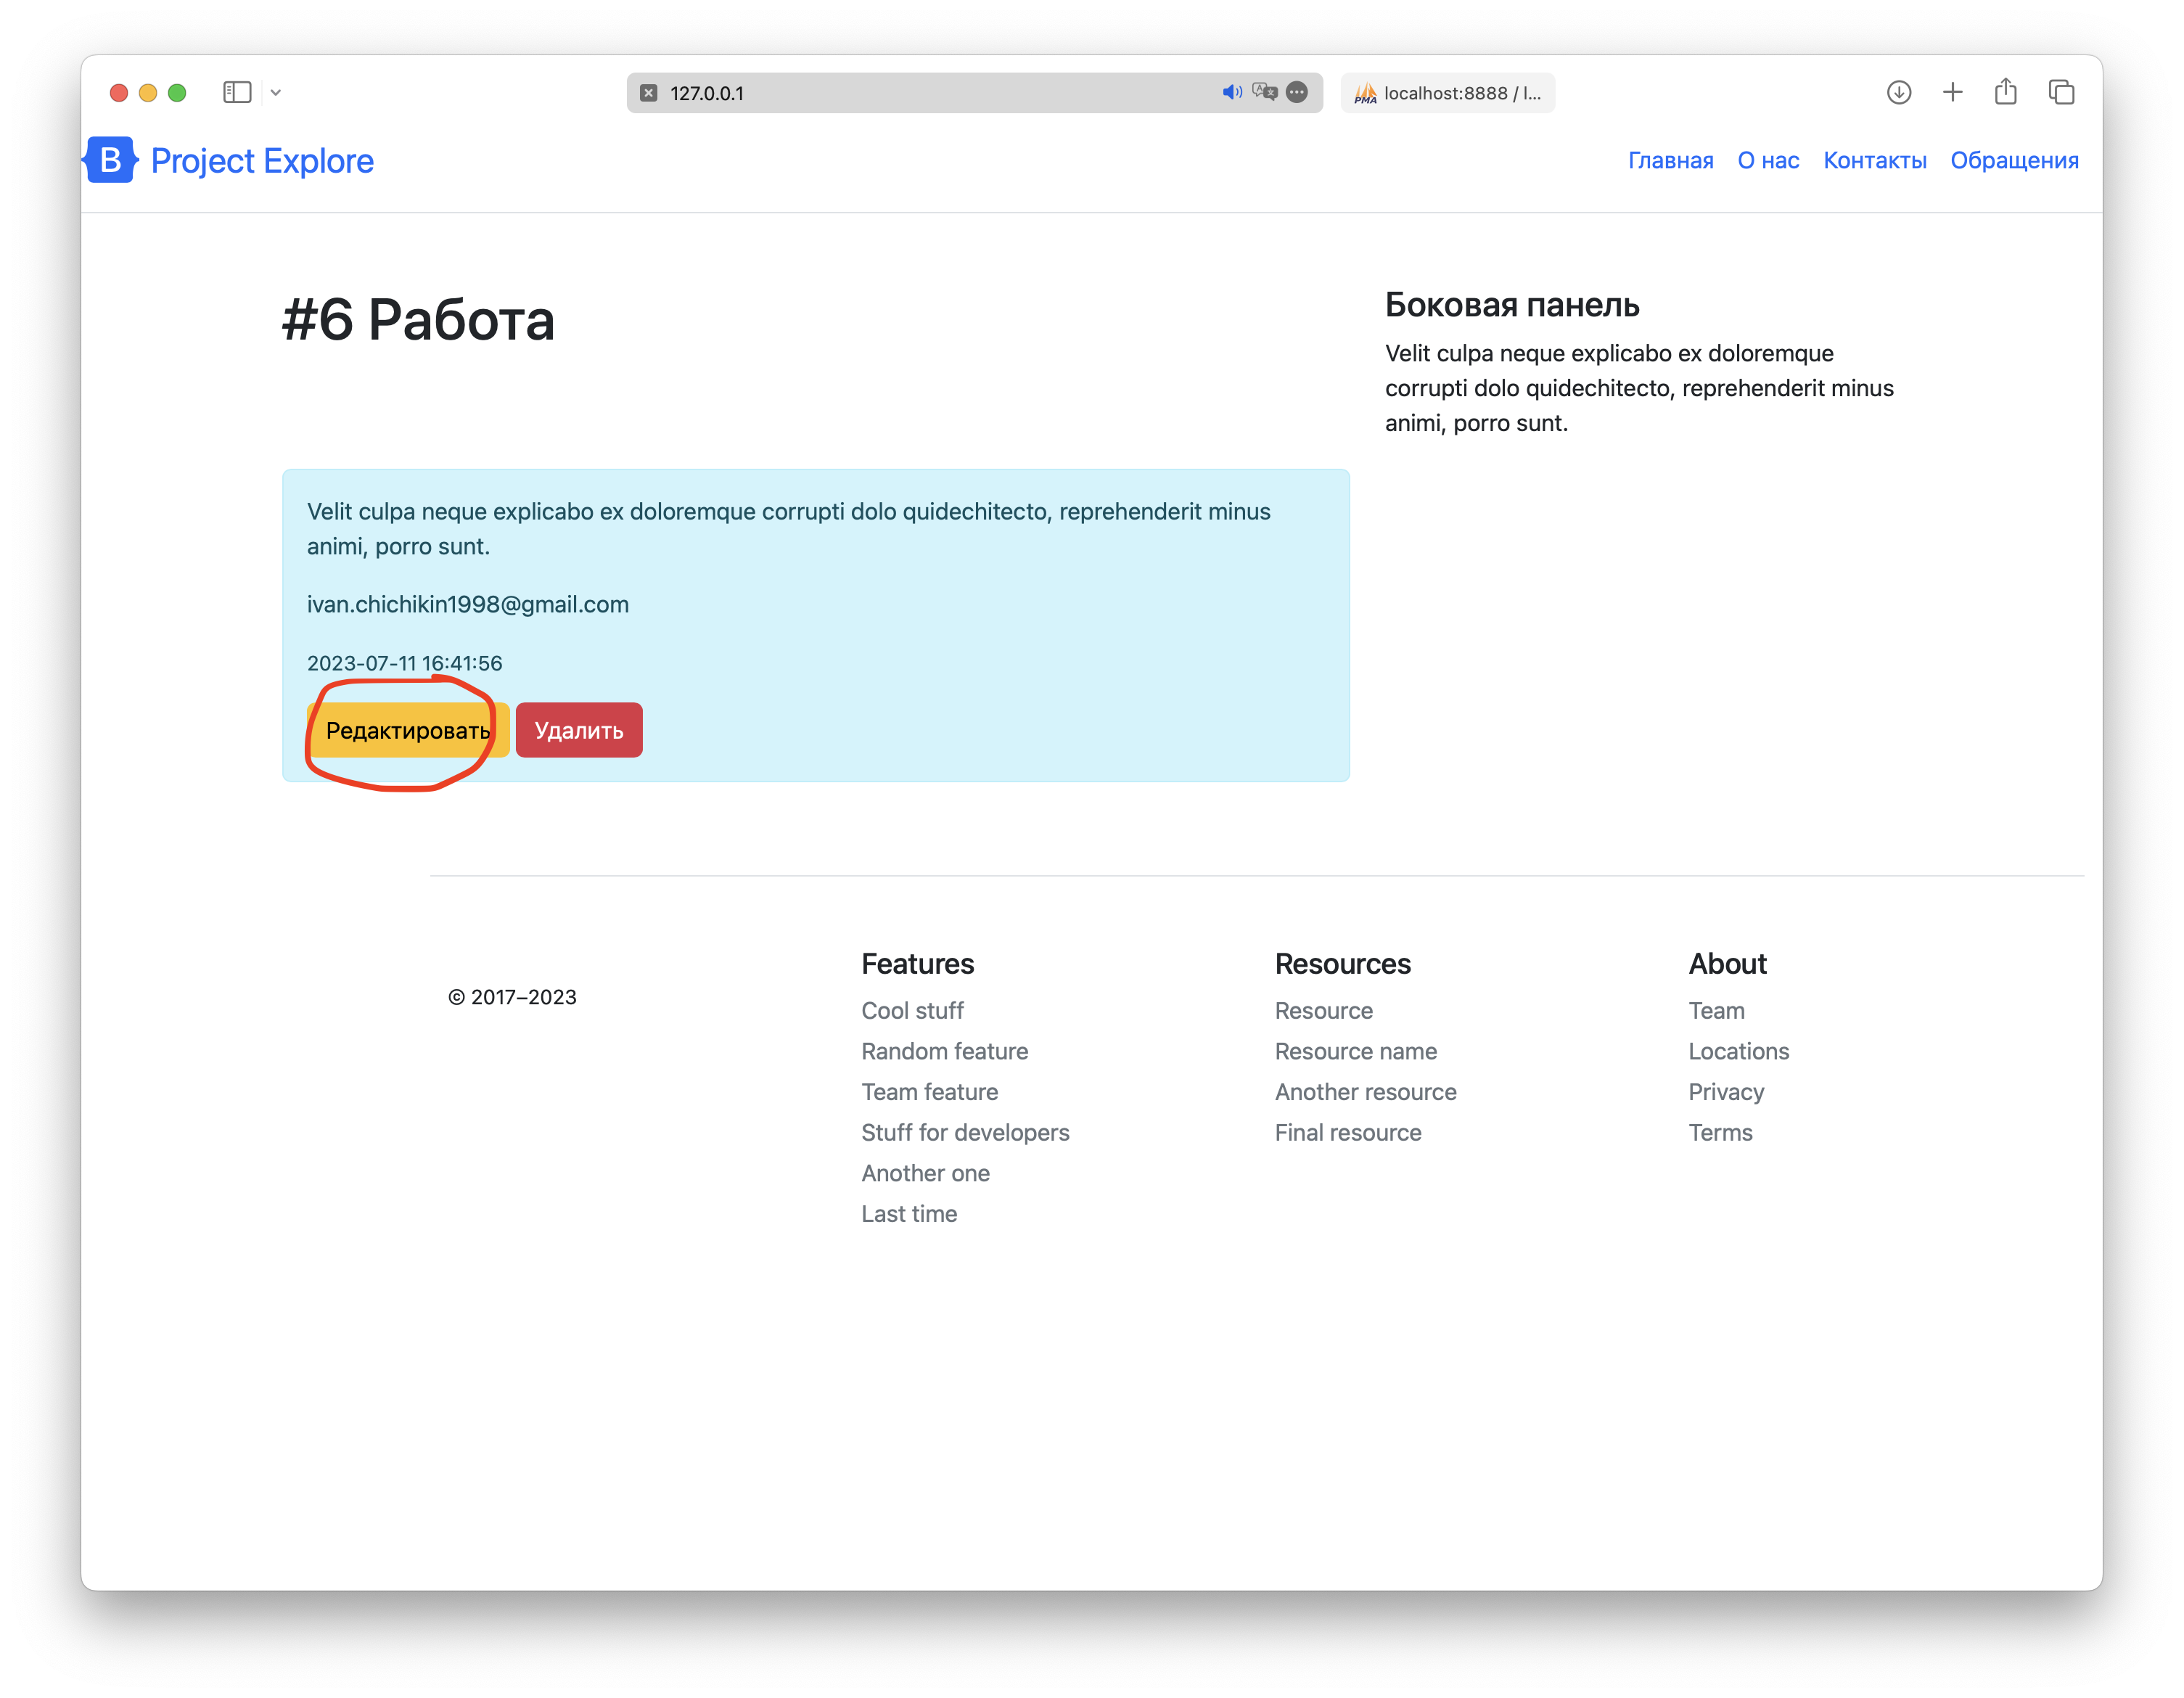 127.0.0.1
PMA localhost:8888 / l...
B Project Explore
Главная О нас Контакты Обращения
#6 Работа
Velit culpa neque explicabo ex doloremque corrupti dolo quidechitecto, reprehenderit minus
animi, porro sunt.
ivan.chichikin1998@gmail.com
2023-07-11 16:41:56
Редактировать Удалить
Боковая панель
Velit culpa neque explicabo ex doloremque
corrupti dolo quidechitecto, reprehenderit minus
animi, porro sunt.
© 2017–2023
Features
Cool stuff
Random feature
Team feature
Stuff for developers
Another one
Last time
Resources
Resource
Resource name
Another resource
Final resource
About
Team
Locations
Privacy
Terms